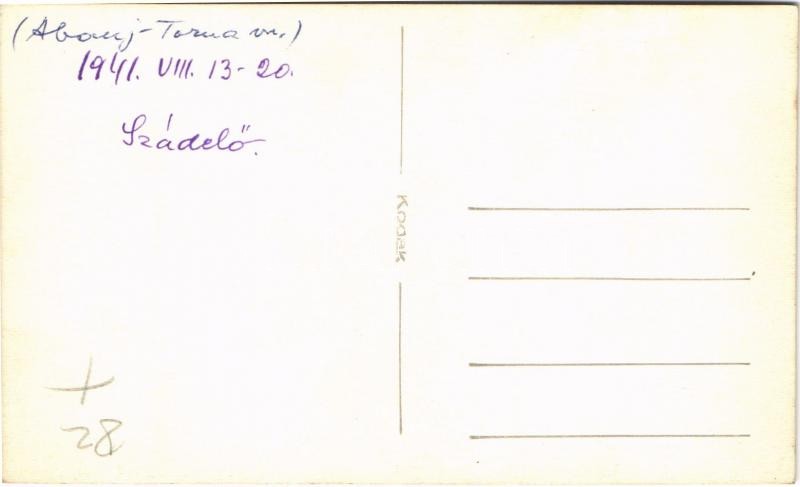 (Abauj-Torna vm.)
1941. VIII. 13-20.
Szádelő.
Kodak
+
28